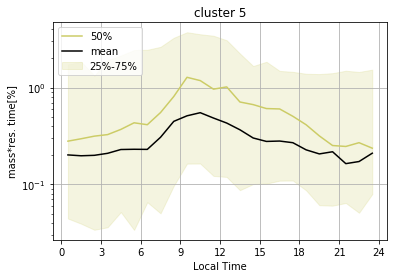 cluster 5
50%
mean
25%-75%
mass*res. time[%]
10⁰
10⁻¹
0 3 6 9 12 15 18 21 24
Local Time